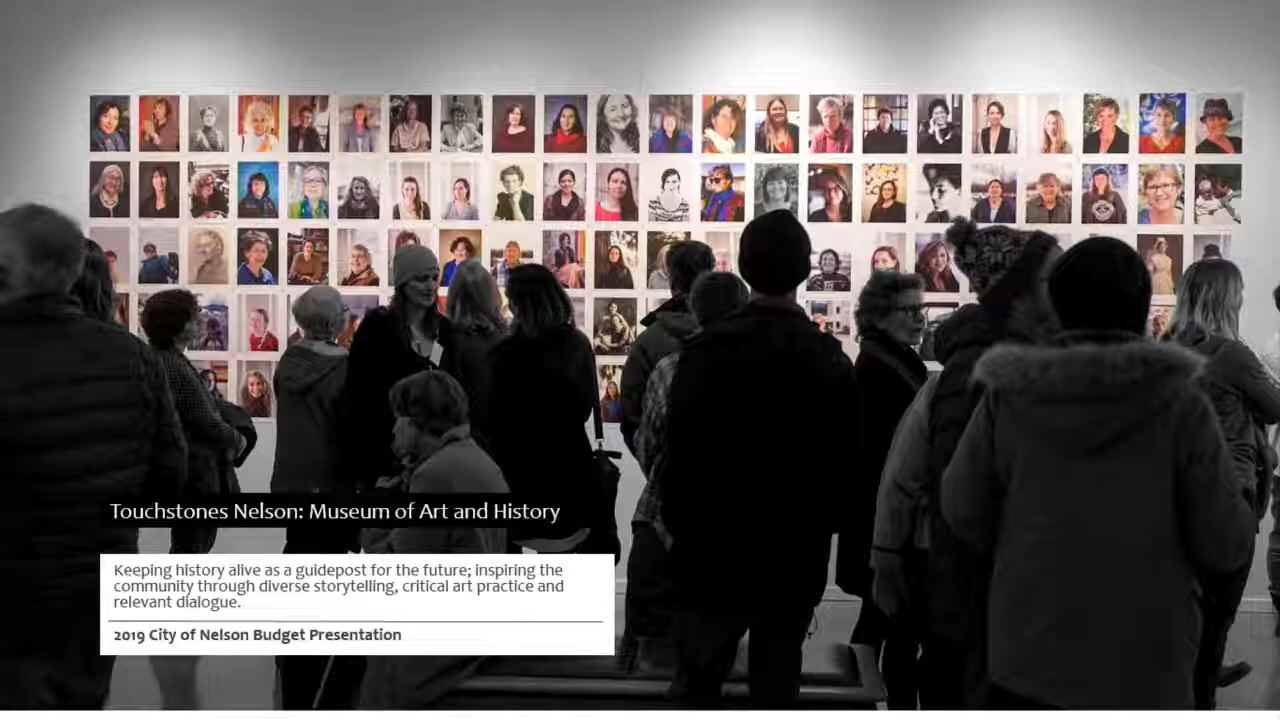 Touchstones Nelson: Museum of Art and History
Keeping history alive as a guidepost for the future; inspiring the
community through diverse storytelling, critical art practice and
relevant dialogue.
2019 City of Nelson Budget Presentation